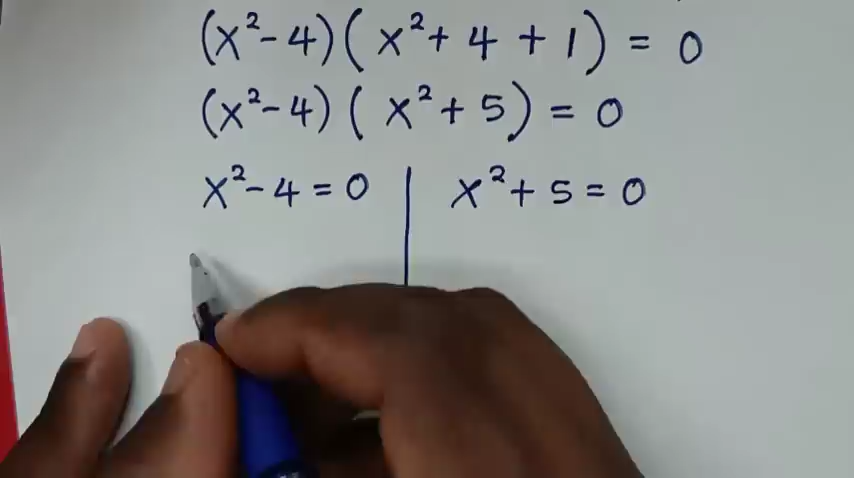 (x²-4)(x²+4+1) = 0
(x²-4)(x²+5) = 0
x²-4=0 | x²+5=0